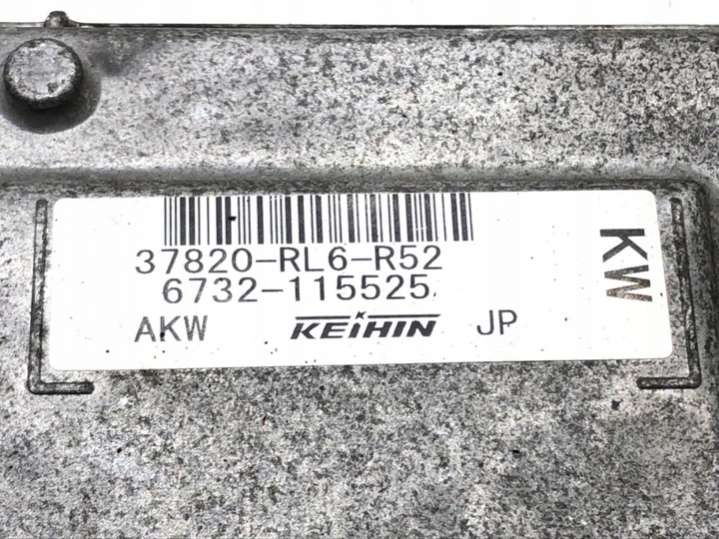 37820-RL6-R52
6732-115525
AKW KEIHIN JP
KW